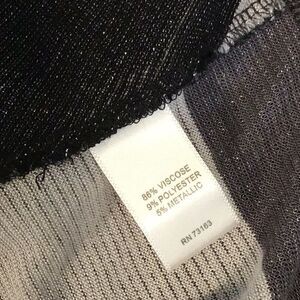 86% VISCOSE
9% POLYESTER
5% METALLIC
RN 73163